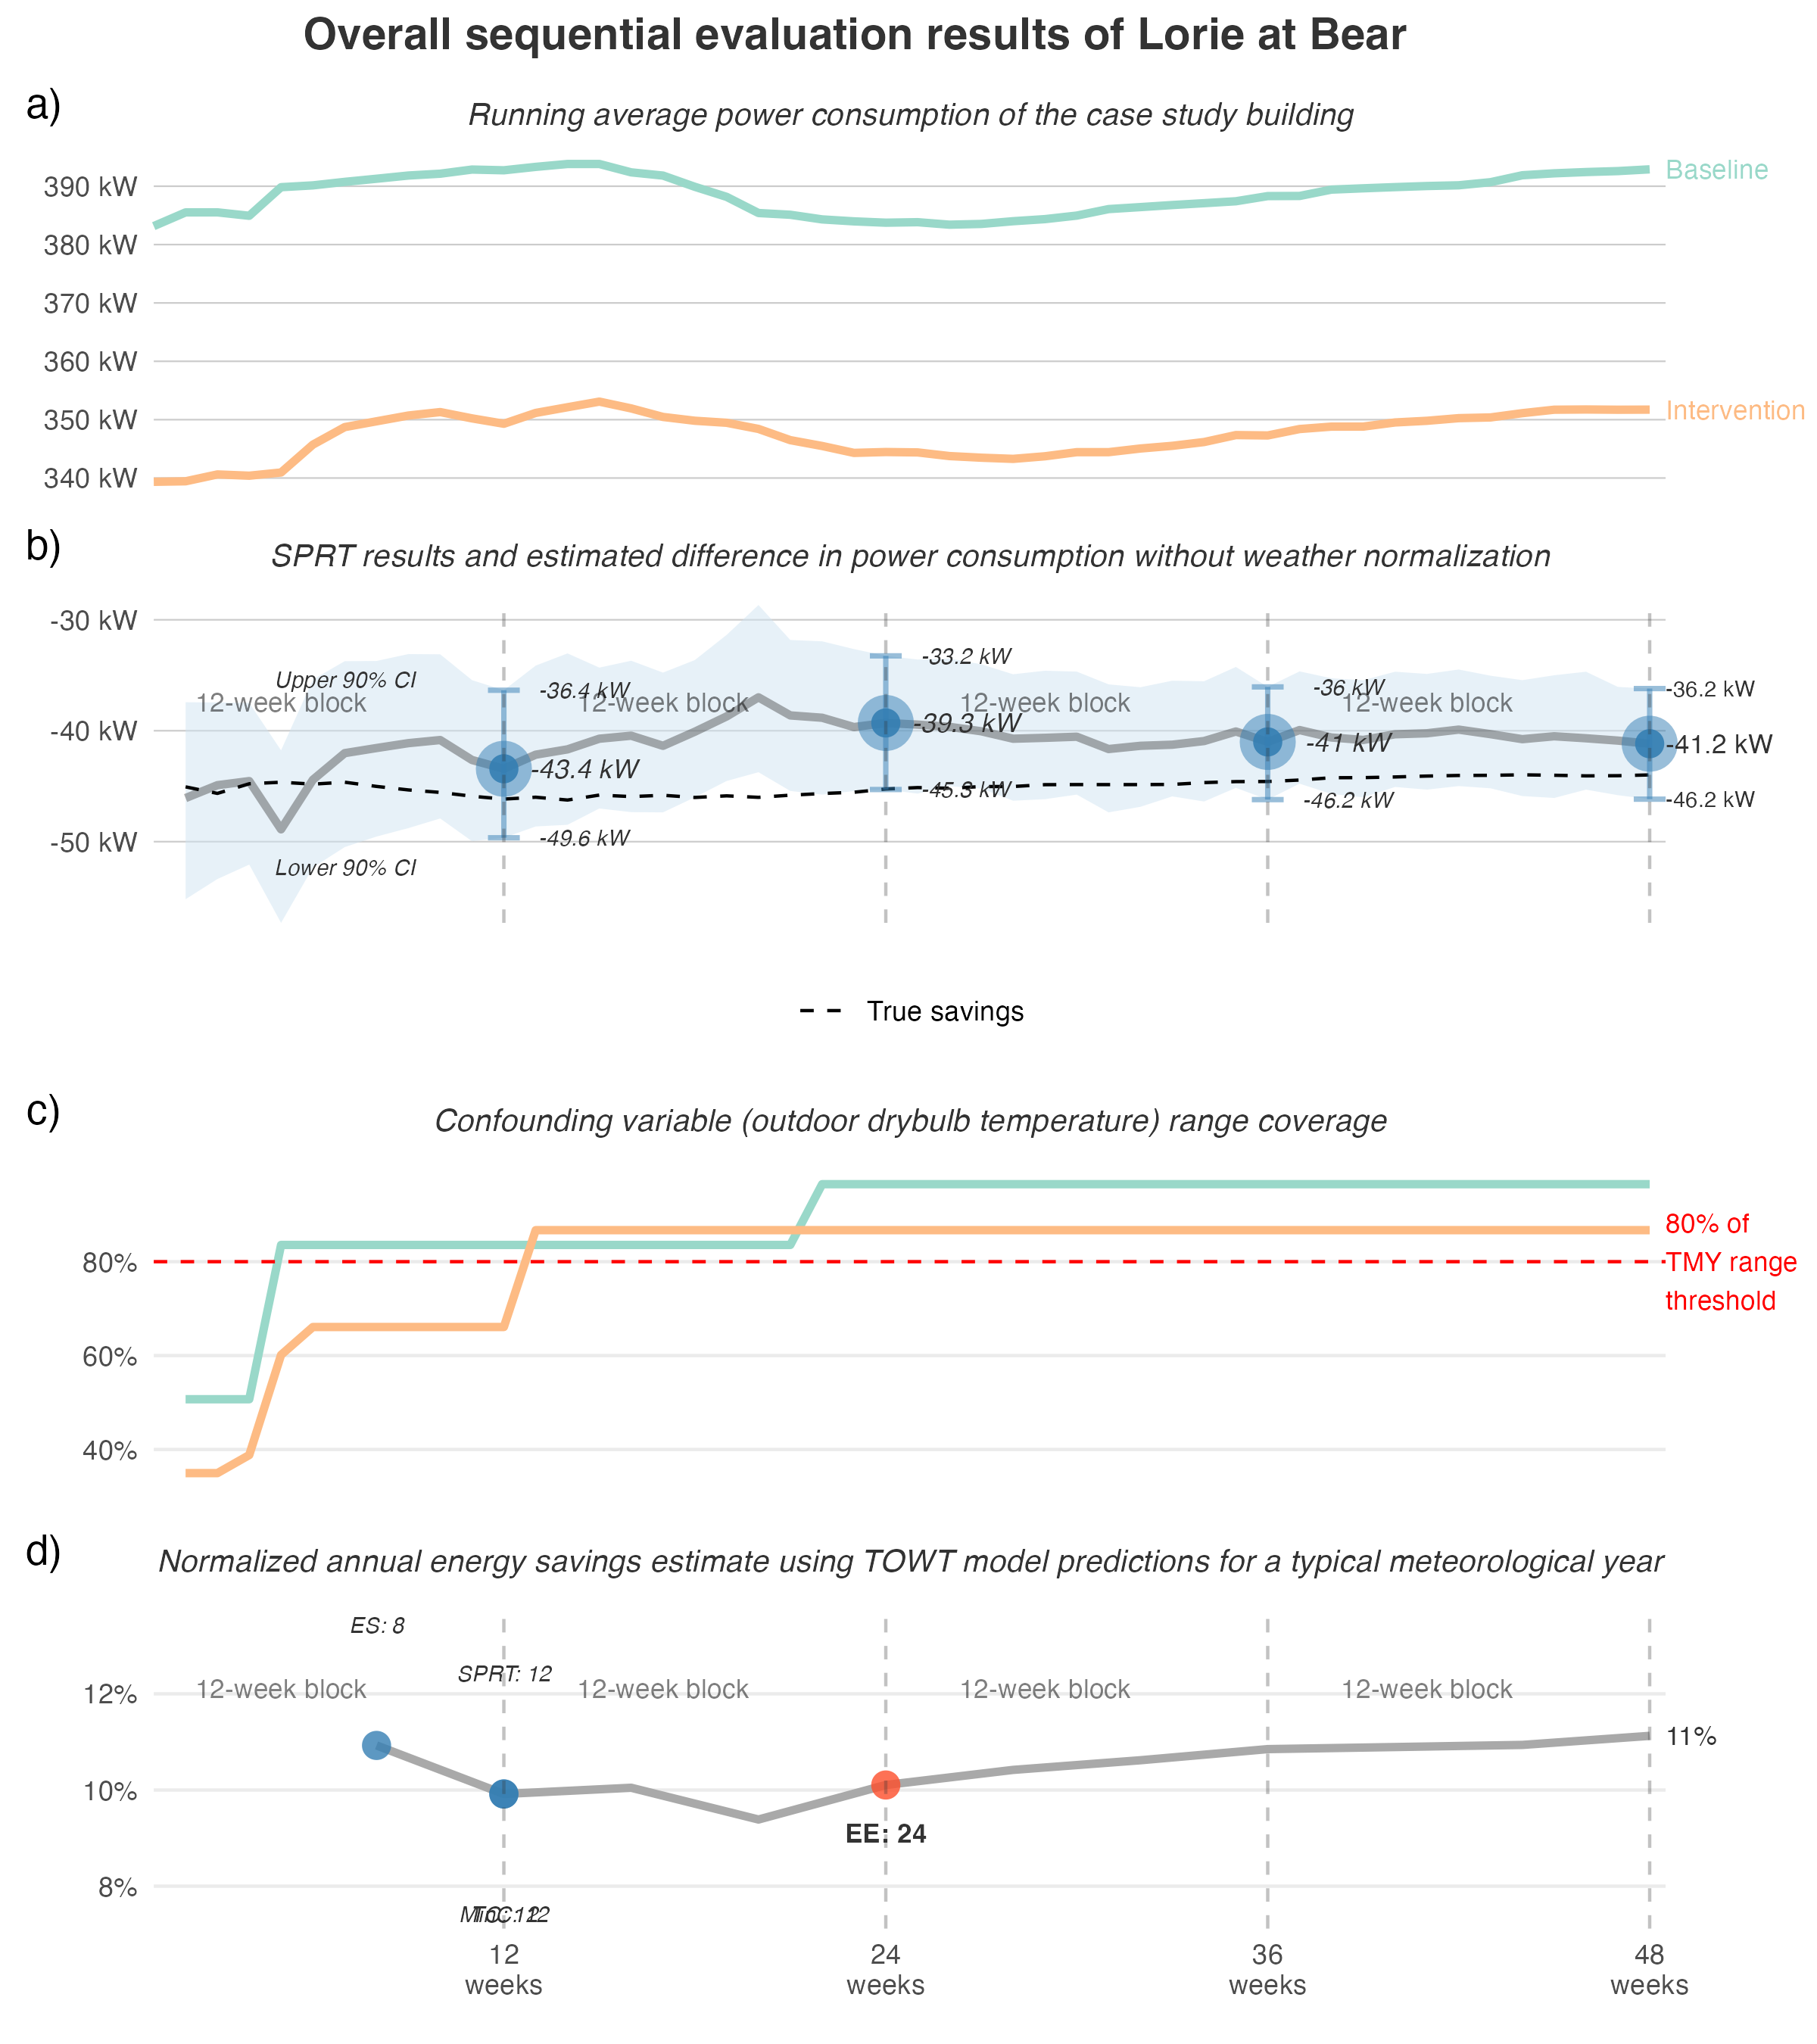 Overall sequential evaluation results of Lorie at Bear
a)
Running average power consumption of the case study building
390 kW
380 kW
370 kW
360 kW
350 kW
340 kW
Baseline
Intervention
b)
SPRT results and estimated difference in power consumption without weather normalization
-30 kW
-40 kW
-50 kW
Upper 90% CI
Lower 90% CI
12-week block
12-week block
12-week block
12-week block
-36.4 kW
-43.4 kW
-49.6 kW
-33.2 kW
-39.3 kW
-45.3 kW
-36 kW
-41 kW
-46.2 kW
-36.2 kW
-41.2 kW
-46.2 kW
True savings
c)
Confounding variable (outdoor drybulb temperature) range coverage
80%
60%
40%
80% of
TMY range
threshold
d)
Normalized annual energy savings estimate using TOWT model predictions for a typical meteorological year
ES: 8
SPRT: 12
12-week block
12-week block
12-week block
12-week block
12%
10%
8%
11%
EE: 24
12
weeks
24
weeks
36
weeks
48
weeks